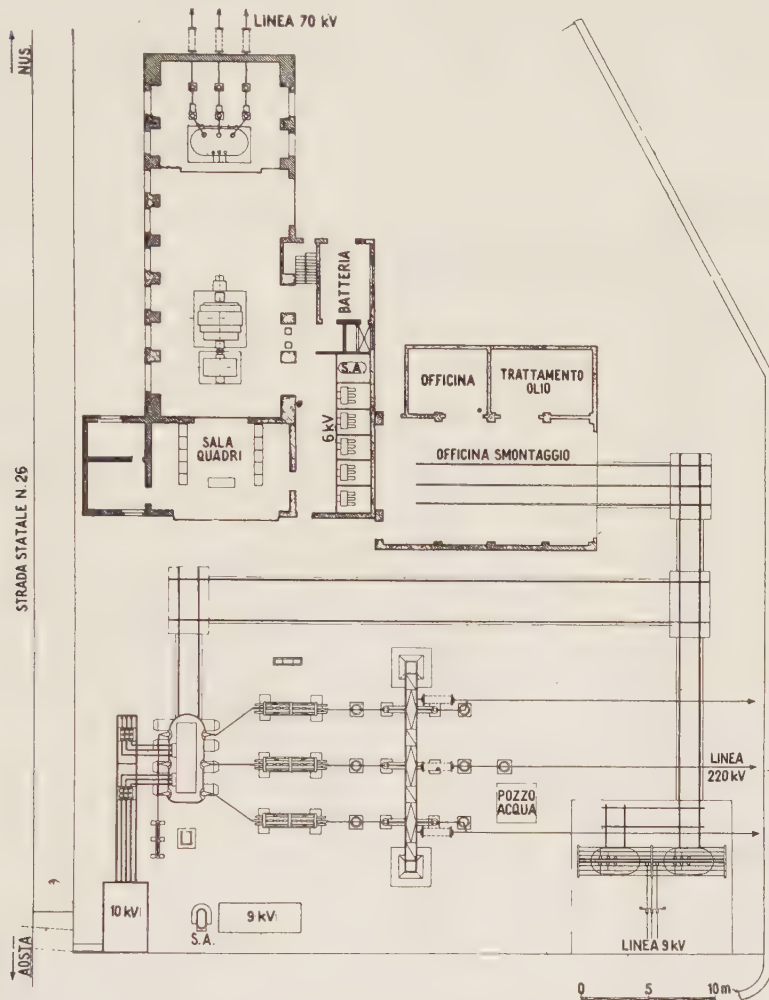 LINEA 70 kV
NUS
BATTERIA
S.A.
6 kV
OFFICINA
TRATTAMENTO
OLIO
SALA
QUADRI
OFFICINA SMONTAGGIO
STRADA STATALE N. 26
LINEA
220 kV
POZZO
ACQUA
10 kV
S.A.
9 kV
LINEA 9 kV
AOSTA
0 5 10 m